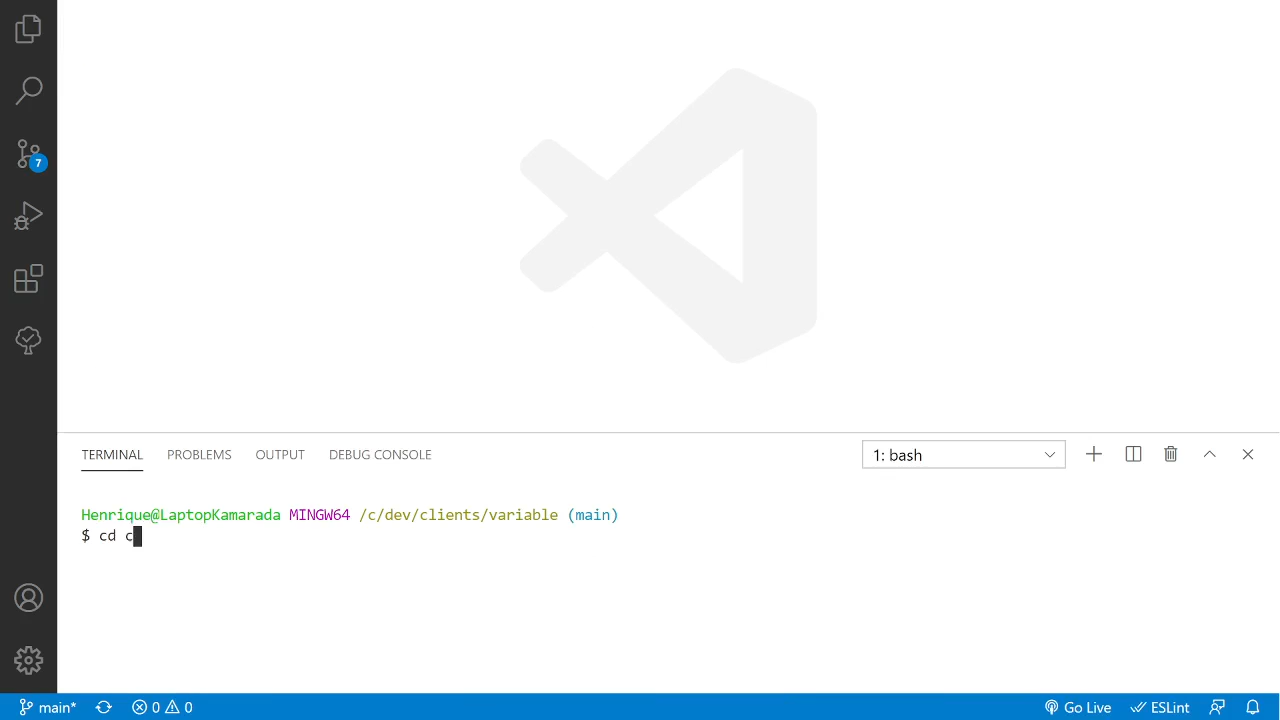 7
TERMINAL PROBLEMS OUTPUT DEBUG CONSOLE 1: bash
Henrique@LaptopKamarada MINGW64 /c/dev/clients/variable (main)
$ cd c
main* 0 0 Go Live ESLint